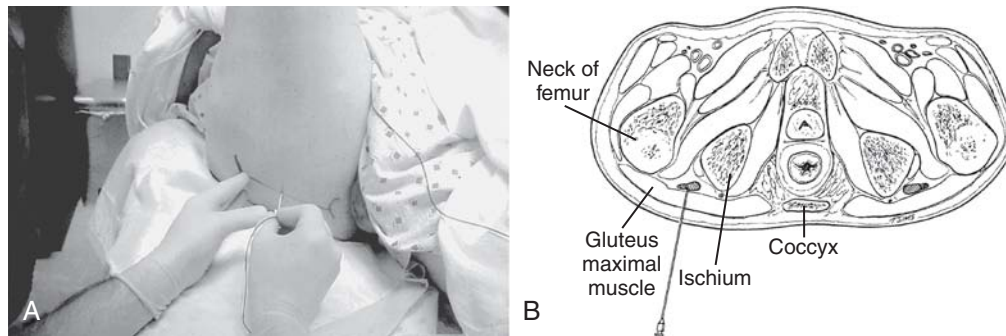 A
B
Neck of
femur
Gluteus
maximal
muscle
Ischium
Coccyx